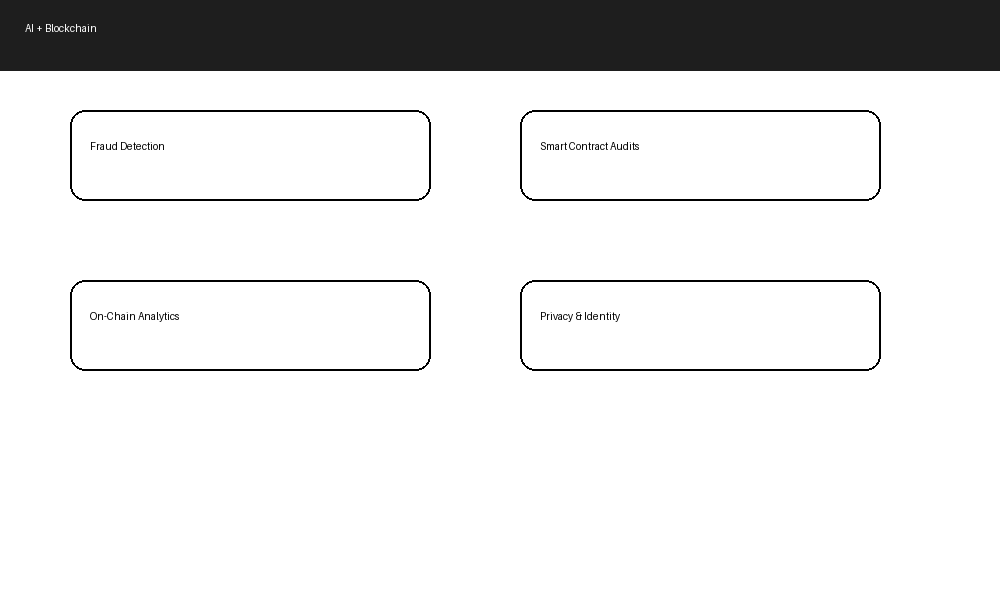 AI + Blockchain
Fraud Detection
Smart Contract Audits
On-Chain Analytics
Privacy & Identity